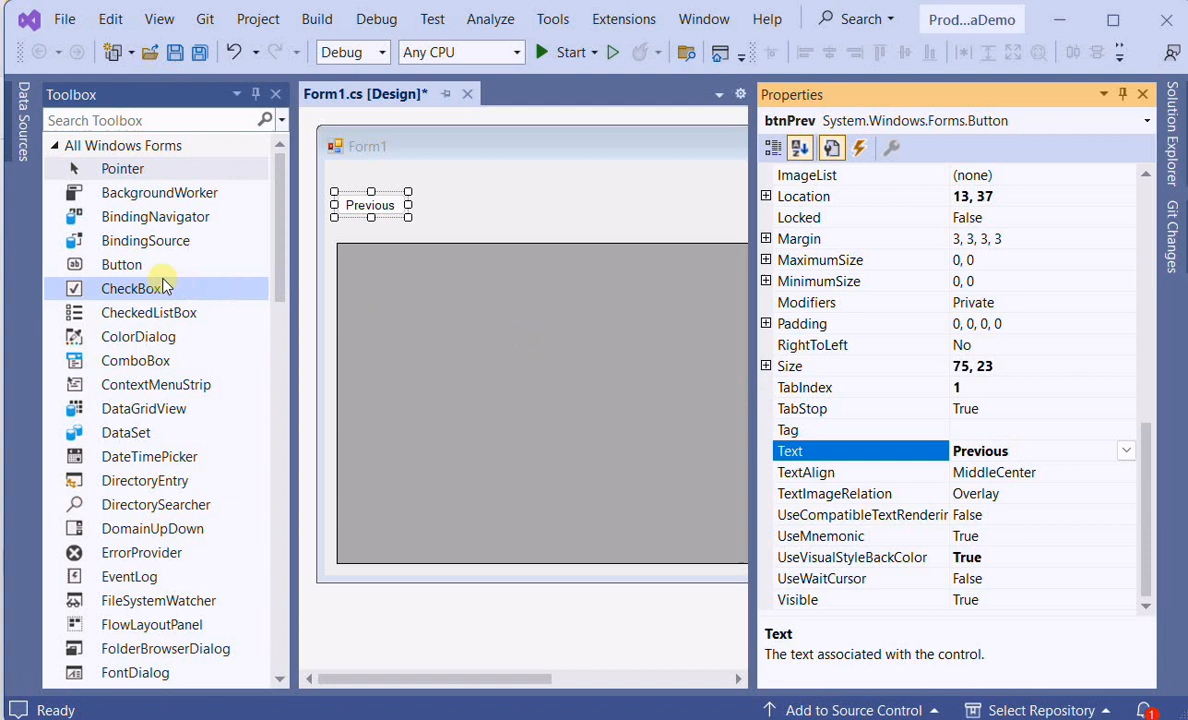 File Edit View Git Project Build Debug Test Analyze Tools Extensions Window Help Search Prod...aDemo
Debug Any CPU Start
Data Sources
Toolbox
Search Toolbox
All Windows Forms
Pointer
BackgroundWorker
BindingNavigator
BindingSource
Button
CheckBox
CheckedListBox
ColorDialog
ComboBox
ContextMenuStrip
DataGridView
DataSet
DateTimePicker
DirectoryEntry
DirectorySearcher
DomainUpDown
ErrorProvider
EventLog
FileSystemWatcher
FlowLayoutPanel
FolderBrowserDialog
FontDialog
Form1.cs [Design]*
Form1
Previous
Properties
btnPrev System.Windows.Forms.Button
ImageList (none)
Location 13, 37
Locked False
Margin 3, 3, 3, 3
MaximumSize 0, 0
MinimumSize 0, 0
Modifiers Private
Padding 0, 0, 0, 0
RightToLeft No
Size 75, 23
TabIndex 1
TabStop True
Tag
Text Previous
TextAlign MiddleCenter
TextImageRelation Overlay
UseCompatibleTextRenderin False
UseMnemonic True
UseVisualStyleBackColor True
UseWaitCursor False
Visible True
Text
The text associated with the control.
Solution Explorer
Git Changes
Ready Add to Source Control Select Repository 1